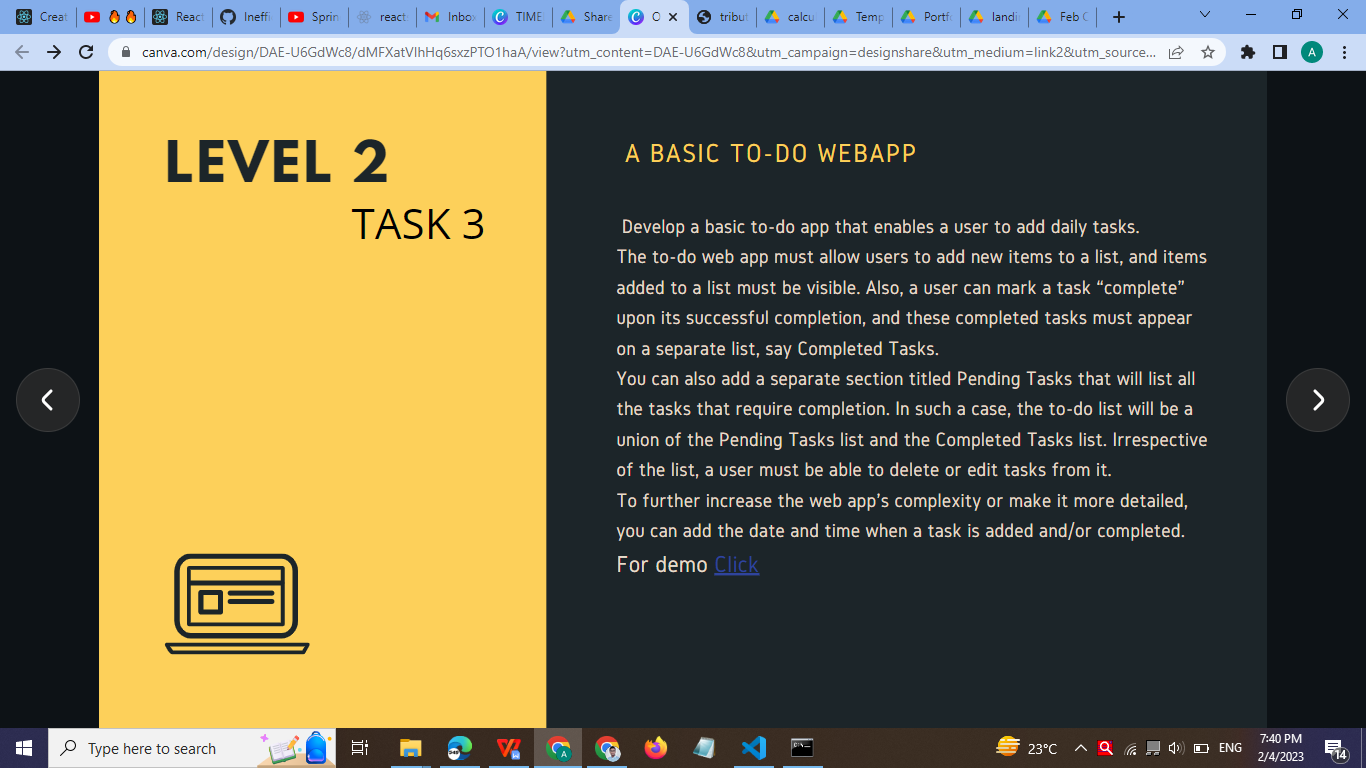 Creat
🔥🔥
React
Ineffi
Sprin
react
Inbox
TIME
Share
O
tribut
calcu
Temp
Portf
landi
Feb C
canva.com/design/DAE-U6GdWc8/dMFXatVlhHq6sxzPTO1haA/view?utm_content=DAE-U6GdWc8&utm_campaign=designshare&utm_medium=link2&utm_source...
A
LEVEL 2
TASK 3
A BASIC TO-DO WEBAPP
Develop a basic to-do app that enables a user to add daily tasks.
The to-do web app must allow users to add new items to a list, and items
added to a list must be visible. Also, a user can mark a task “complete”
upon its successful completion, and these completed tasks must appear
on a separate list, say Completed Tasks.
You can also add a separate section titled Pending Tasks that will list all
the tasks that require completion. In such a case, the to-do list will be a
union of the Pending Tasks list and the Completed Tasks list. Irrespective
of the list, a user must be able to delete or edit tasks from it.
To further increase the web app’s complexity or make it more detailed,
you can add the date and time when a task is added and/or completed.
For demo Click
Type here to search
23°C
ENG
7:40 PM
2/4/2023
14